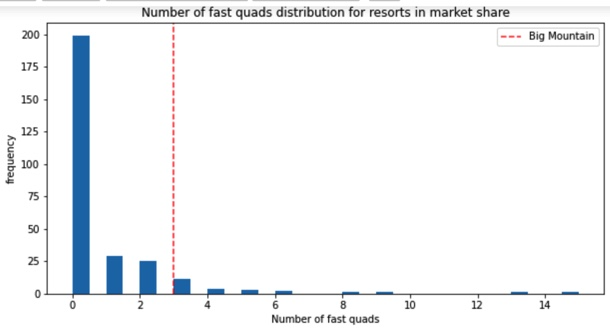 Number of fast quads distribution for resorts in market share
Big Mountain
200
175
150
125
100
75
50
25
0
frequency
0 2 4 6 8 10 12 14
Number of fast quads